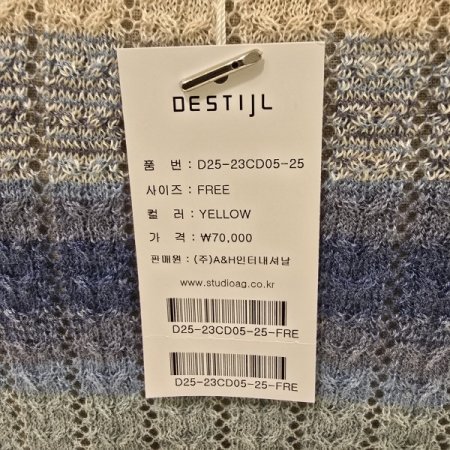 DESTIJL
품 번 : D25-23CD05-25
사이즈 : FREE
컬 러 : YELLOW
가 격 : ₩70,000
판매원 : (주)A&H인터내셔날
www.studioag.co.kr
D25-23CD05-25-FRE
D25-23CD05-25-FRE